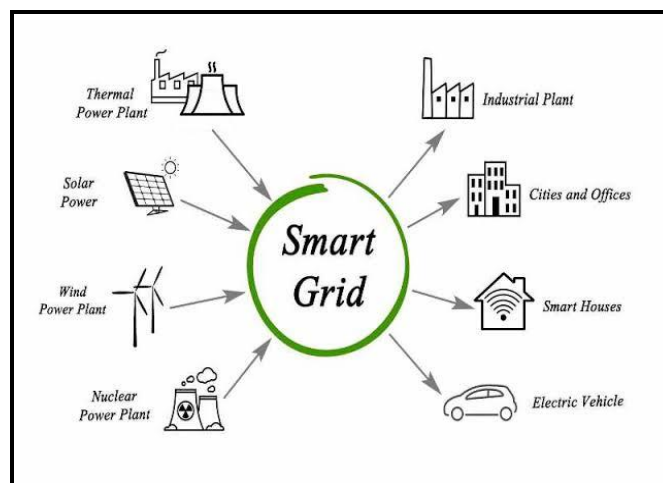 Thermal
Power Plant
Industrial Plant
Solar
Power
Cities and Offices
Smart
Grid
Wind
Power Plant
Smart Houses
Nuclear
Power Plant
Electric Vehicle